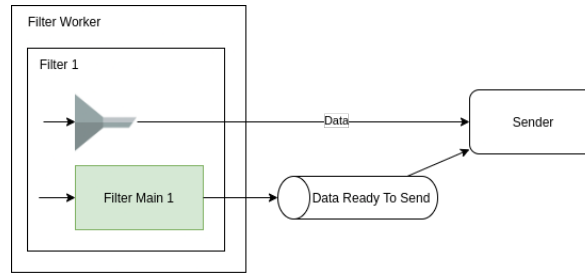 Filter Worker
Filter 1
Data
Sender
Filter Main 1
Data Ready To Send